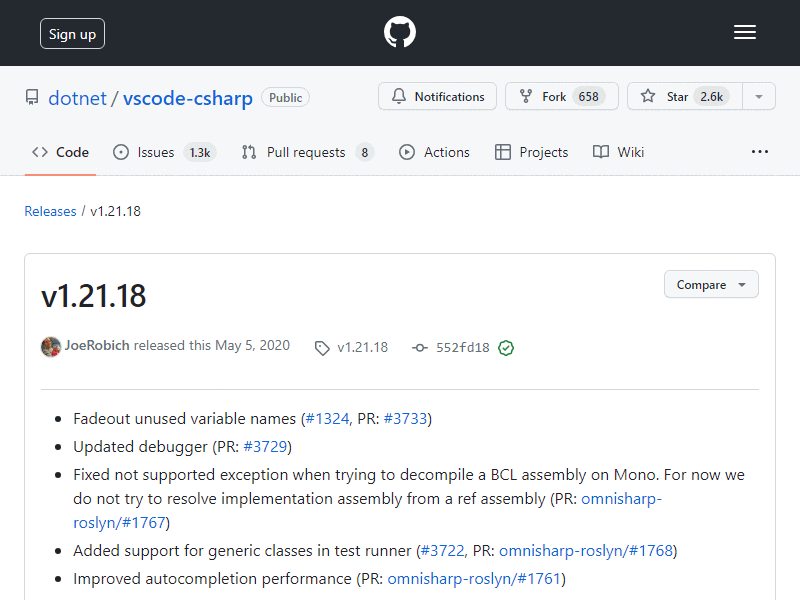 Sign up
dotnet / vscode-csharp Public
Notifications Fork 658 Star 2.6k
Code Issues 1.3k Pull requests 8 Actions Projects Wiki
Releases / v1.21.18
v1.21.18
Compare
JoeRobich released this May 5, 2020 v1.21.18 552fd18
Fadeout unused variable names (#1324, PR: #3733)
Updated debugger (PR: #3729)
Fixed not supported exception when trying to decompile a BCL assembly on Mono. For now we
do not try to resolve implementation assembly from a ref assembly (PR: omnisharp-
roslyn/#1767)
Added support for generic classes in test runner (#3722, PR: omnisharp-roslyn/#1768)
Improved autocompletion performance (PR: omnisharp-roslyn/#1761)